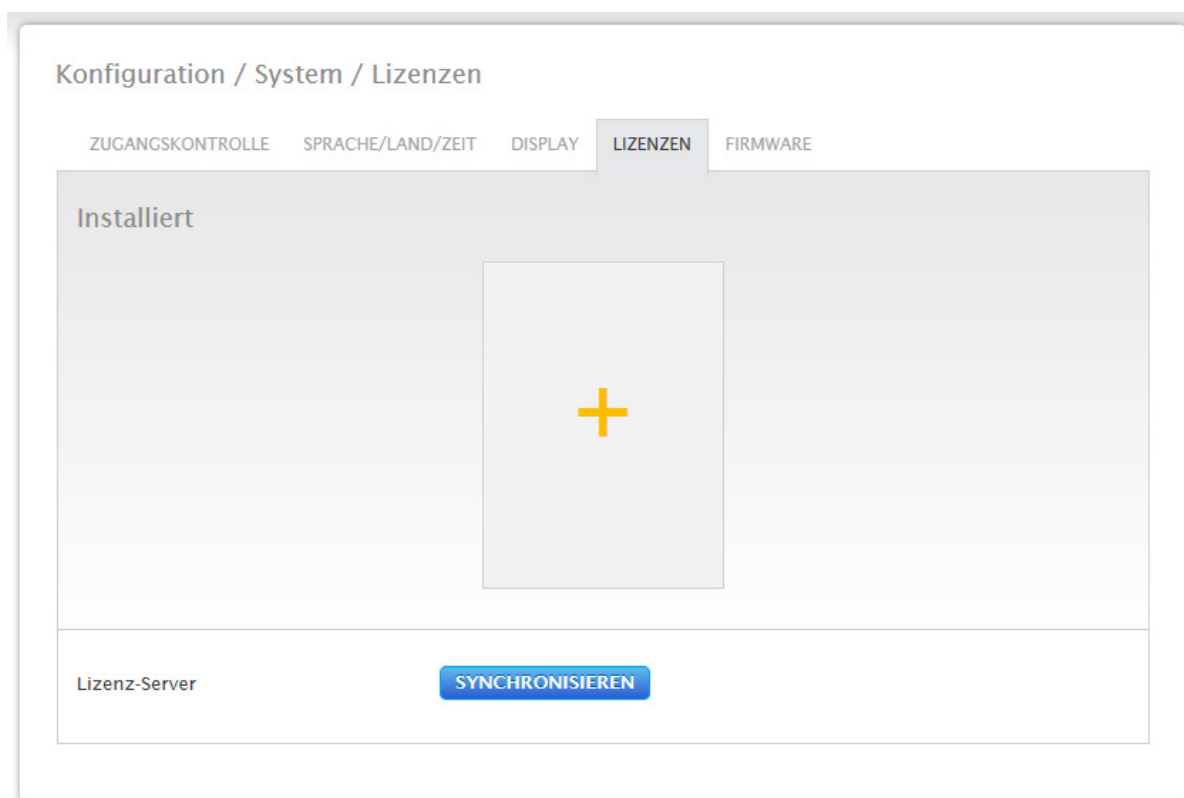 Konfiguration / System / Lizenzen
ZUGANGSKONTROLLE SPRACHE/LAND/ZEIT DISPLAY LIZENZEN FIRMWARE
Installiert
+
Lizenz-Server SYNCHRONISIEREN